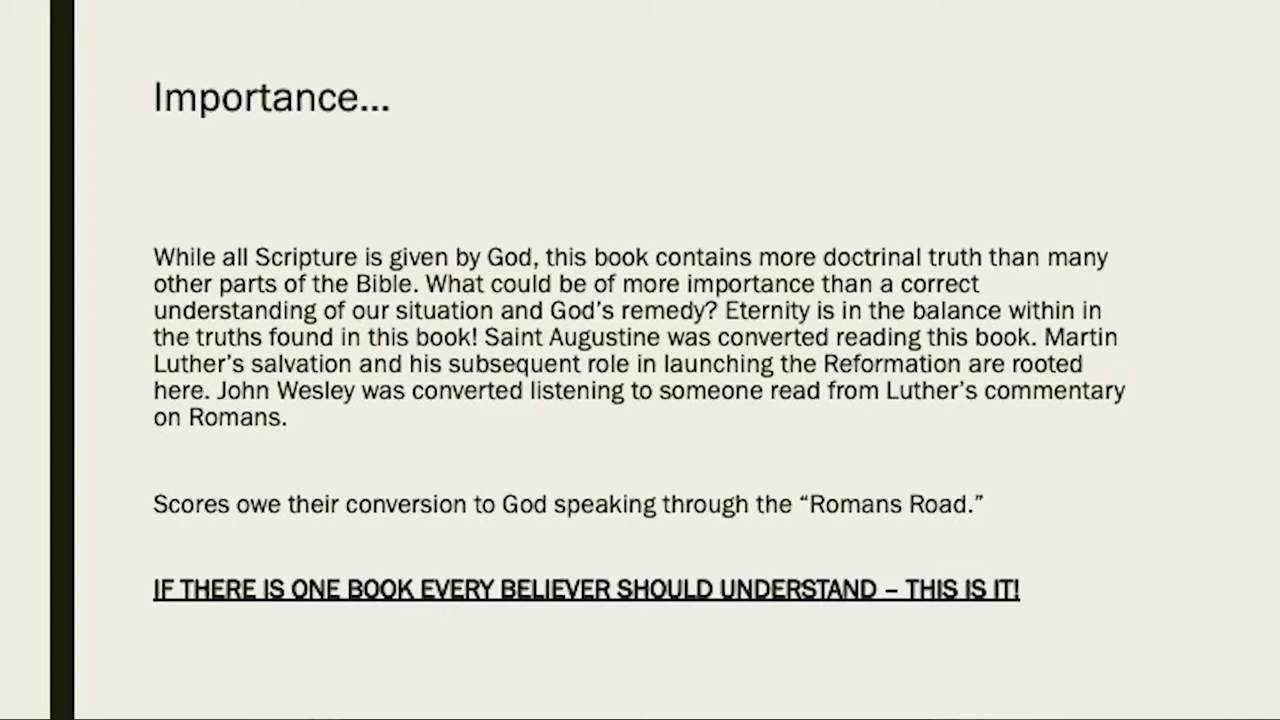 Importance...
While all Scripture is given by God, this book contains more doctrinal truth than many
other parts of the Bible. What could be of more importance than a correct
understanding of our situation and God’s remedy? Eternity is in the balance within in
the truths found in this book! Saint Augustine was converted reading this book. Martin
Luther’s salvation and his subsequent role in launching the Reformation are rooted
here. John Wesley was converted listening to someone read from Luther’s commentary
on Romans.
Scores owe their conversion to God speaking through the “Romans Road.”
IF THERE IS ONE BOOK EVERY BELIEVER SHOULD UNDERSTAND – THIS IS IT!